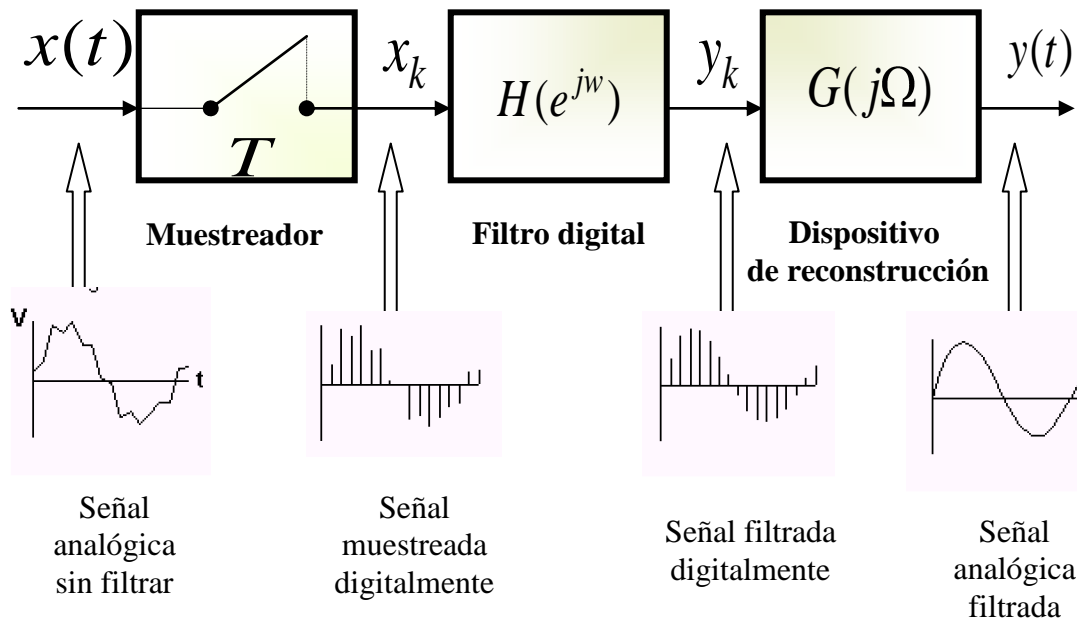 x(t)
T
x_k
H(e^{jw})
y_k
G(jΩ)
y(t)
Muestreador
Filtro digital
Dispositivo
de reconstrucción
V
t
Señal
analógica
sin filtrar
Señal
muestreada
digitalmente
Señal filtrada
digitalmente
Señal
analógica
filtrada